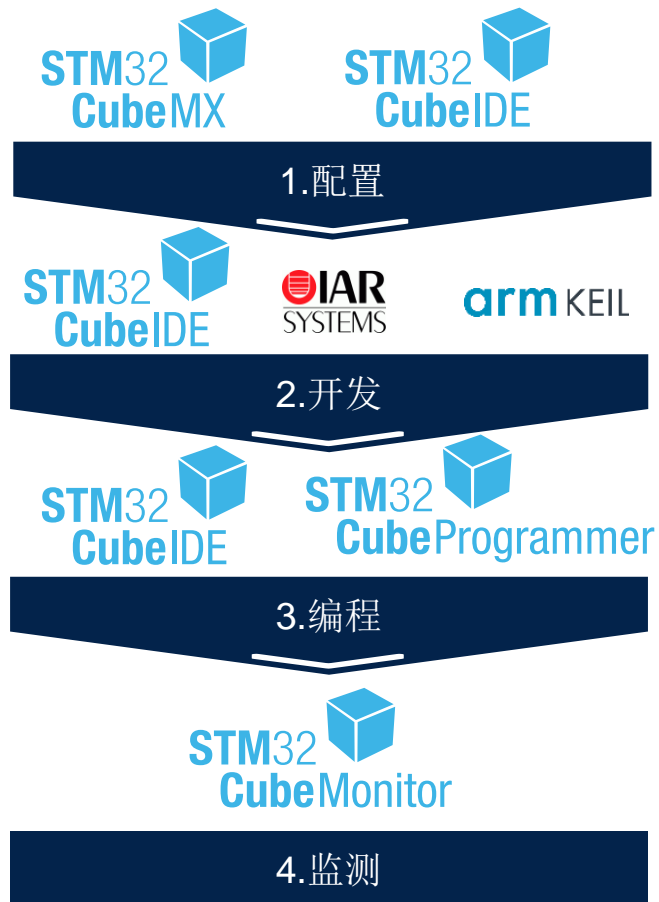 STM32 STM32
CubeMX CubeIDE
1.配置
STM32 IAR arm KEIL
CubeIDE SYSTEMS
2.开发
STM32 STM32
CubeIDE CubeProgrammer
3.编程
STM32
CubeMonitor
4.监测